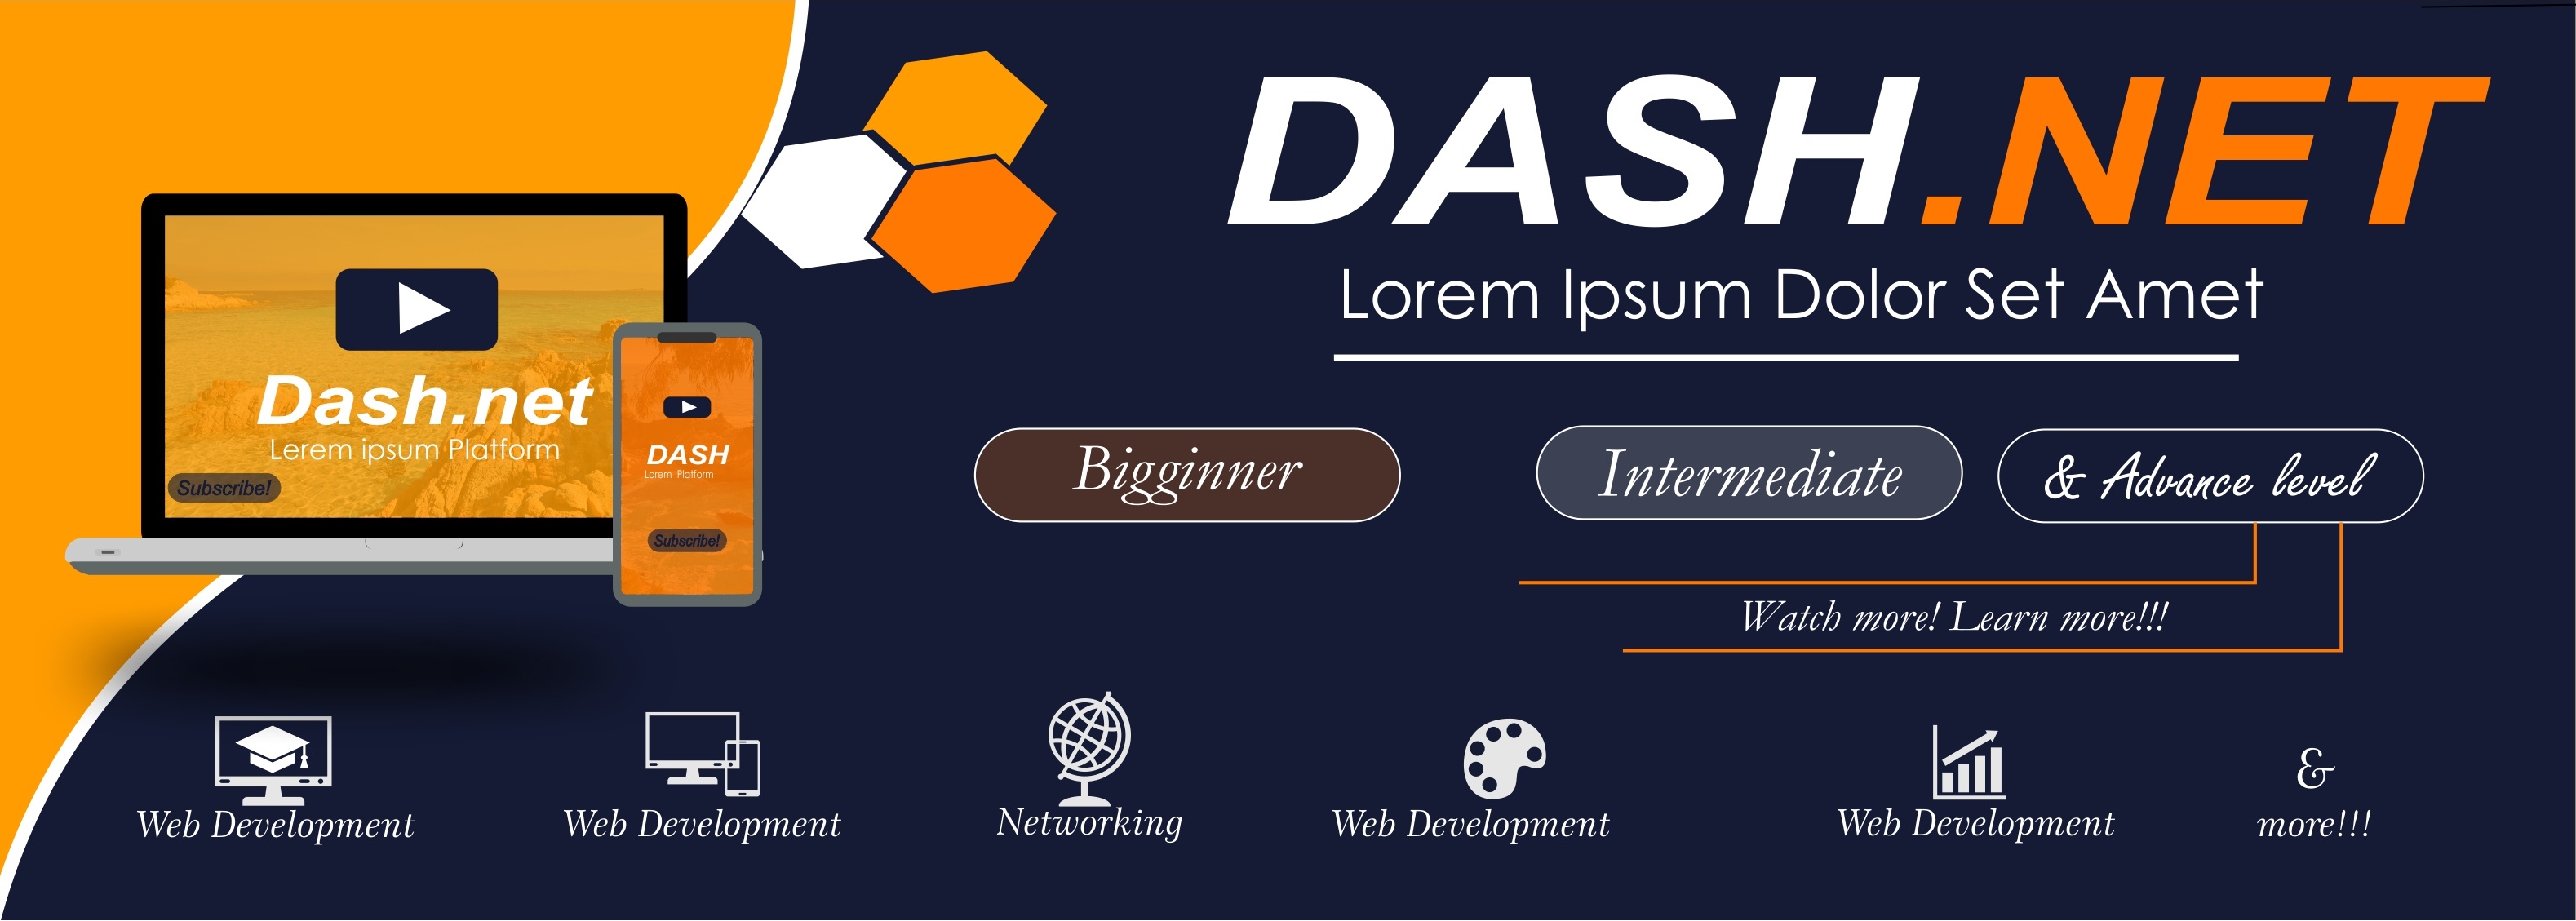 DASH.NET
Lorem Ipsum Dolor Set Amet
Dash.net
Lerem ipsum Platform
Subscribe!
DASH
Lorem Platform
Subscribe!
Bigginner
Intermediate
& Advance level
Watch more! Learn more!!!
Web Development
Web Development
Networking
Web Development
Web Development
&
more!!!